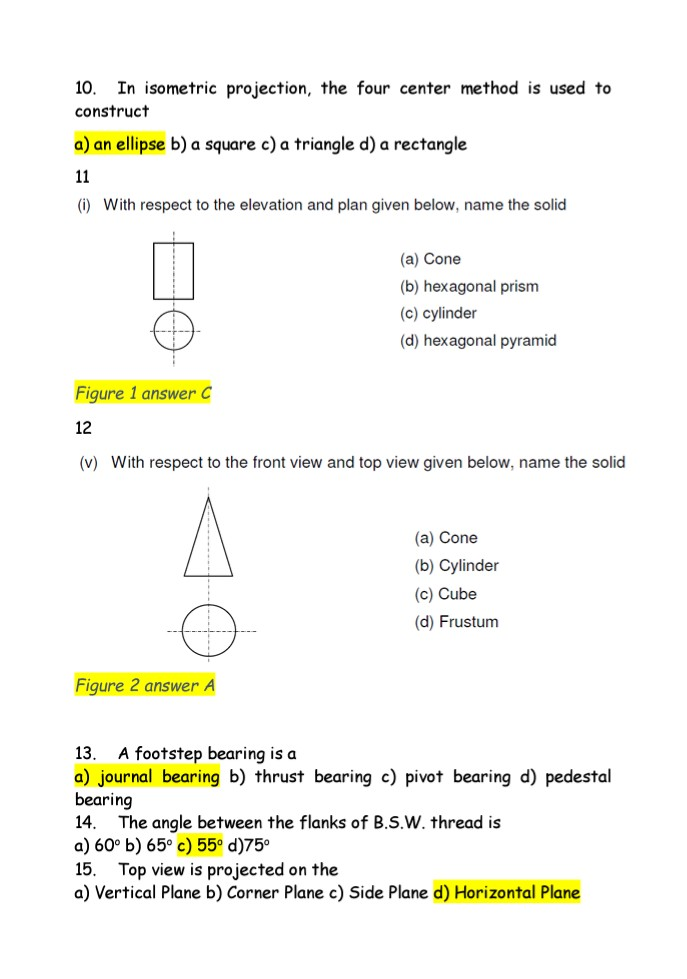 10. In isometric projection, the four center method is used to
construct
a) an ellipse b) a square c) a triangle d) a rectangle
11
(i) With respect to the elevation and plan given below, name the solid
(a) Cone
(b) hexagonal prism
(c) cylinder
(d) hexagonal pyramid
Figure 1 answer C
12
(v) With respect to the front view and top view given below, name the solid
(a) Cone
(b) Cylinder
(c) Cube
(d) Frustum
Figure 2 answer A
13. A footstep bearing is a
a) journal bearing b) thrust bearing c) pivot bearing d) pedestal
bearing
14. The angle between the flanks of B.S.W. thread is
a) 60° b) 65° c) 55° d)75°
15. Top view is projected on the
a) Vertical Plane b) Corner Plane c) Side Plane d) Horizontal Plane